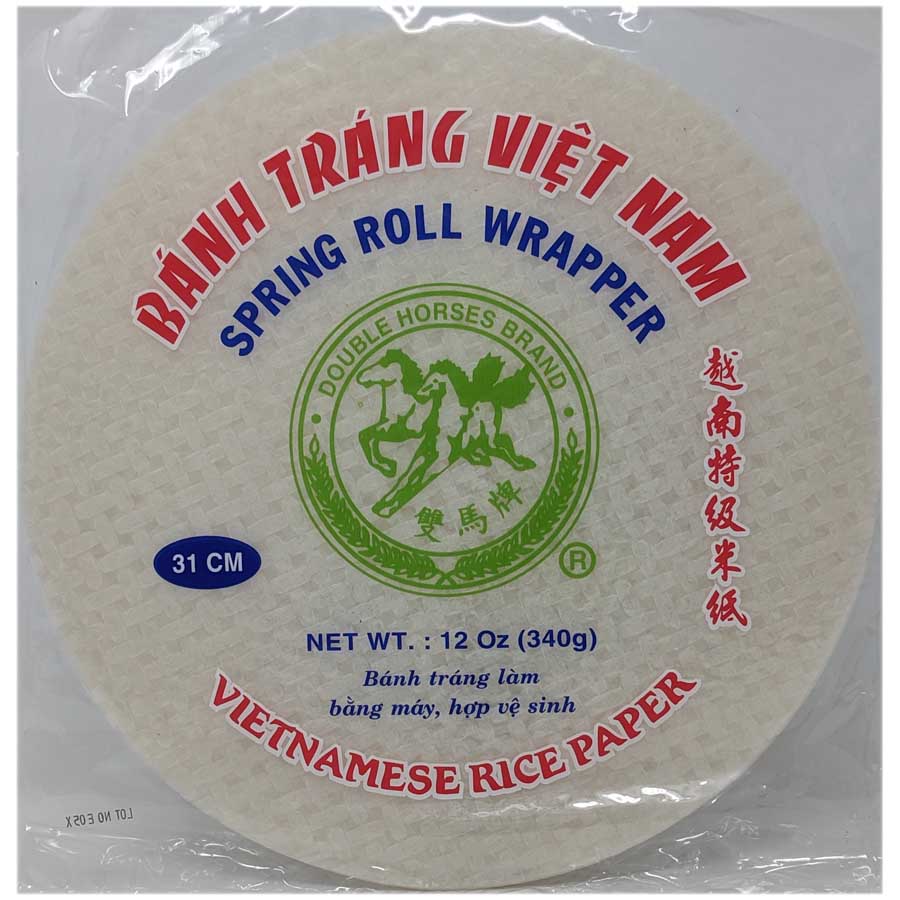 BÁNH TRÁNG VIỆT NAM
SPRING ROLL WRAPPER
DOUBLE HORSES BRAND
雙馬牌
®
越南特级米纸
31 CM
NET WT. : 12 Oz (340g)
Bánh tráng làm
bằng máy, hợp vệ sinh
VIETNAMESE RICE PAPER
LOT NO E05X